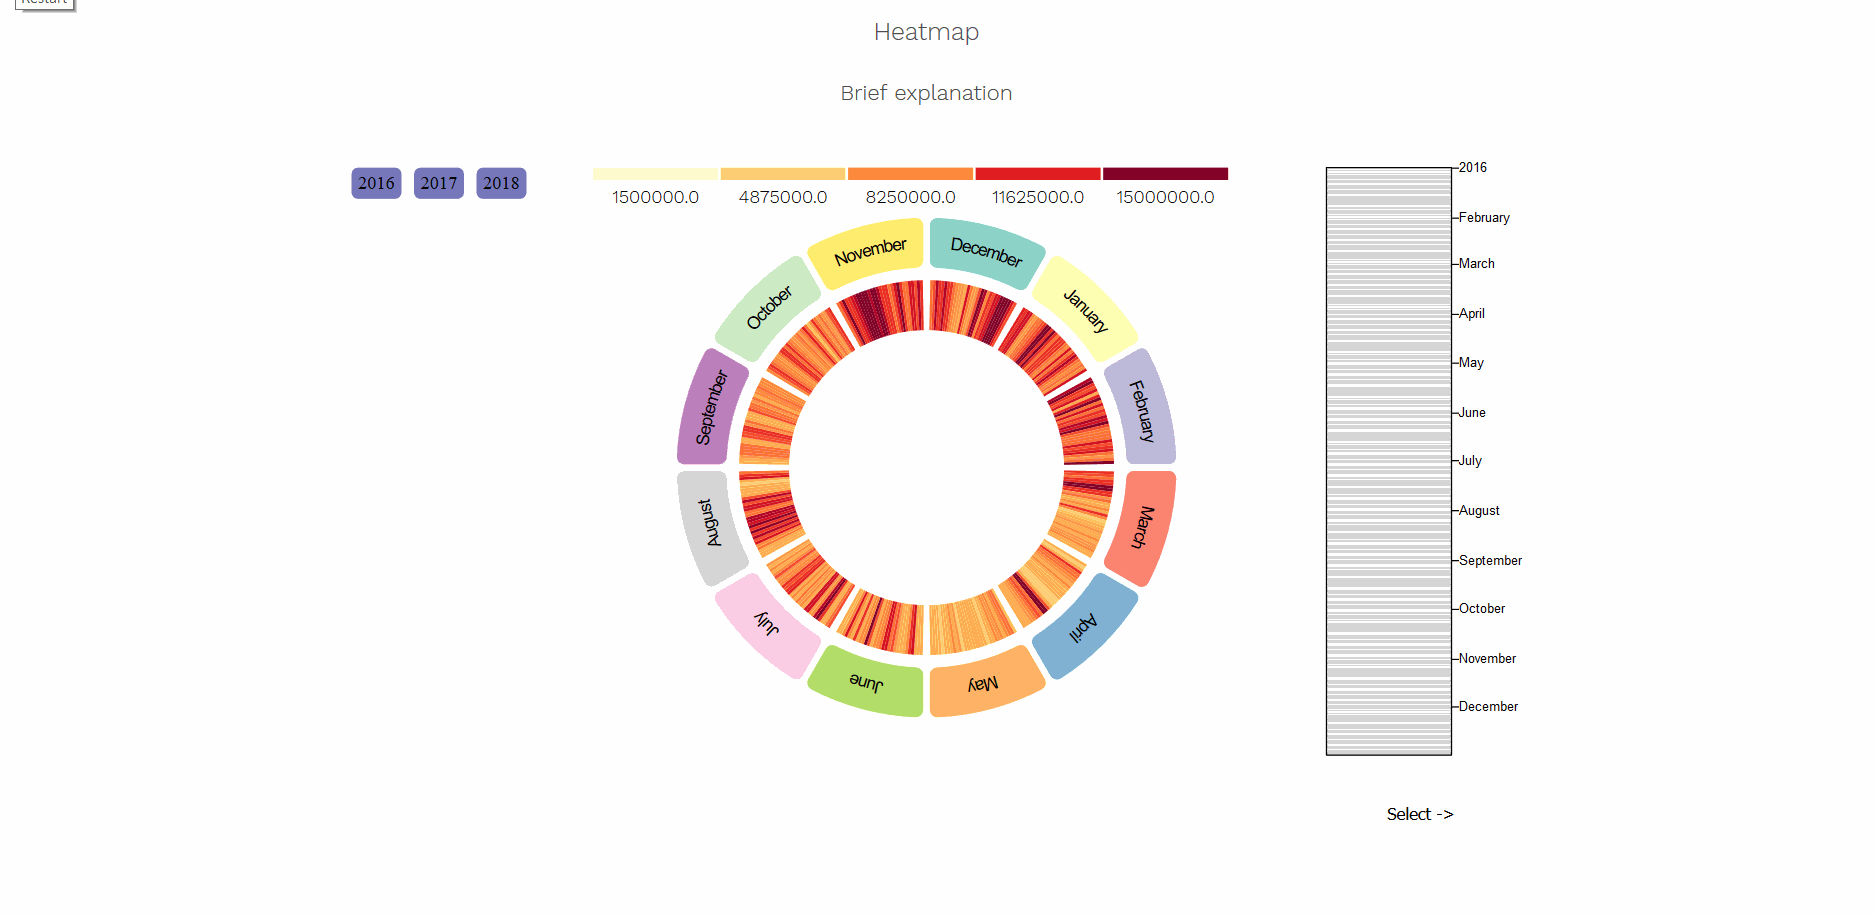 Restart
Heatmap
Brief explanation
2016 2017 2018
1500000.0 4875000.0 8250000.0 11625000.0 15000000.0
November
December
October
January
September
February
August
March
July
April
June
May
2016
February
March
April
May
June
July
August
September
October
November
December
Select ->